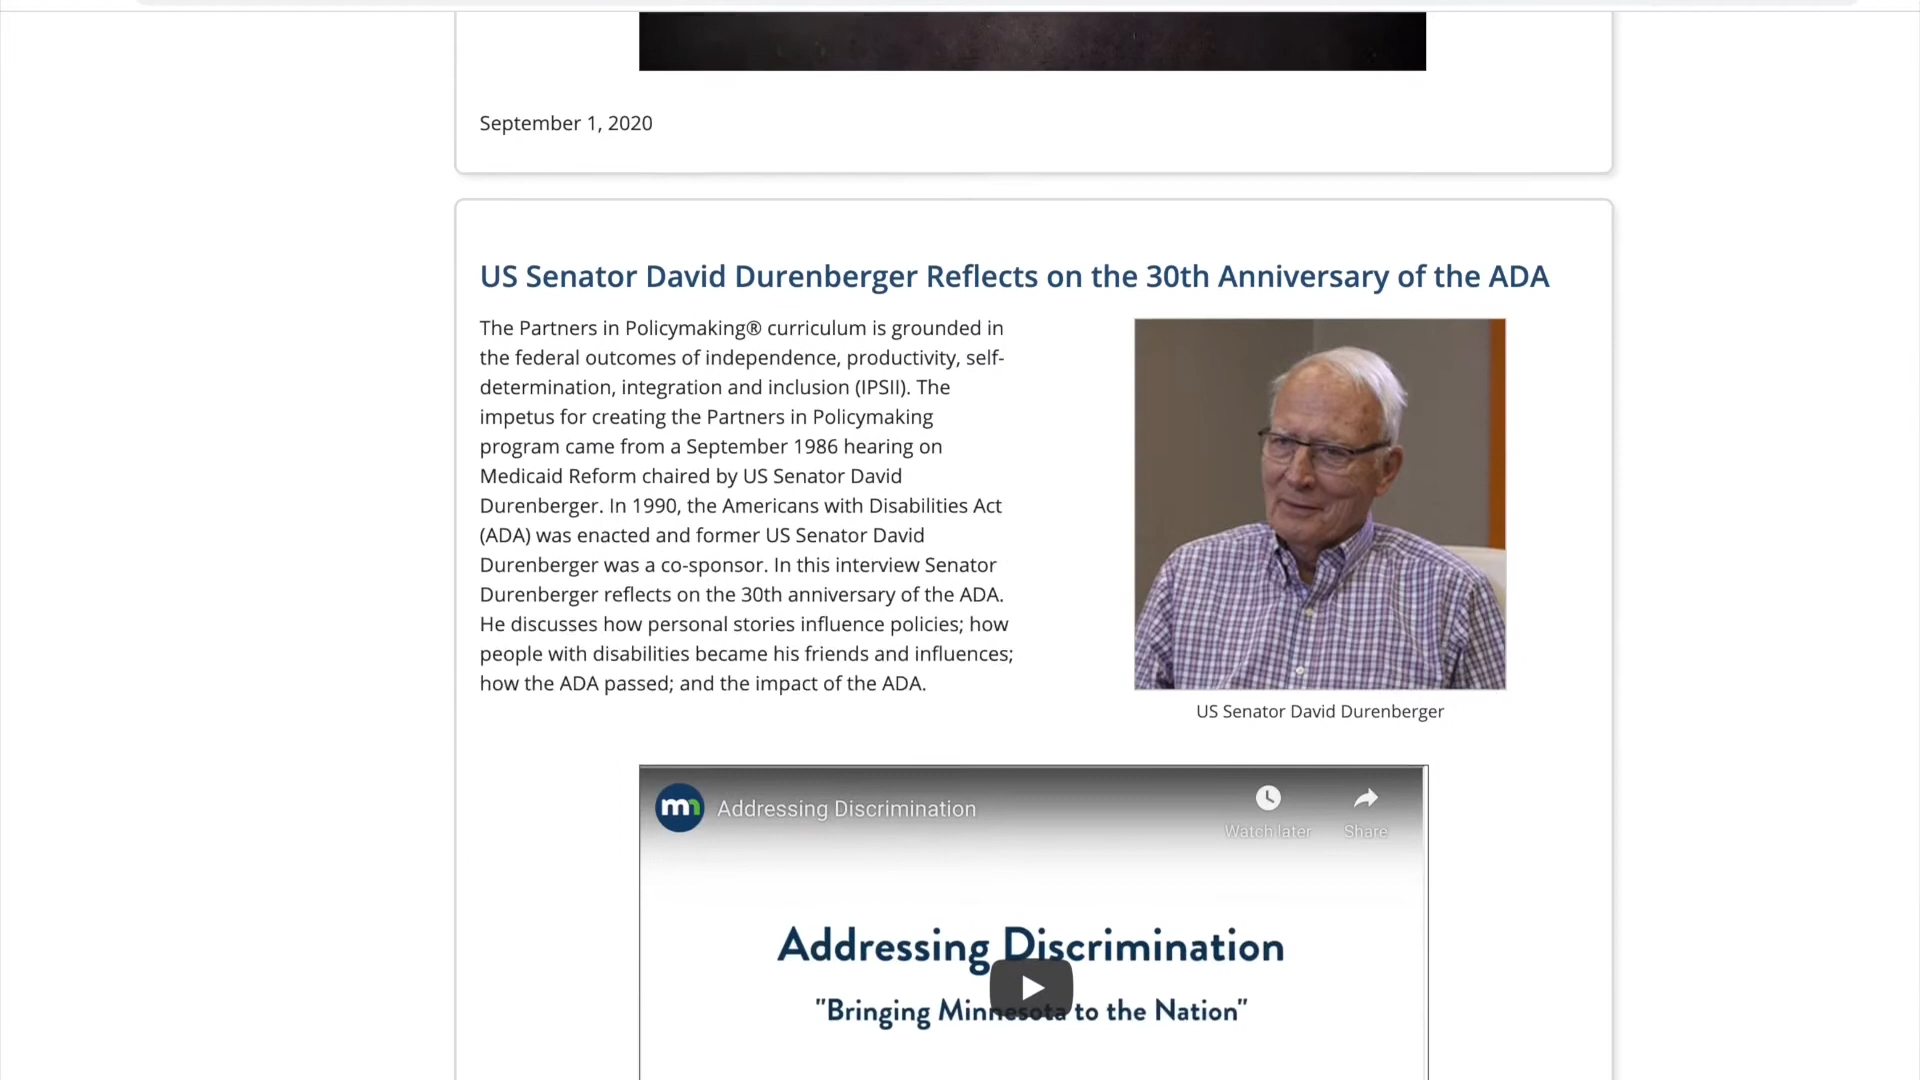 September 1, 2020
US Senator David Durenberger Reflects on the 30th Anniversary of the ADA
The Partners in Policymaking® curriculum is grounded in
the federal outcomes of independence, productivity, self-
determination, integration and inclusion (IPSII). The
impetus for creating the Partners in Policymaking
program came from a September 1986 hearing on
Medicaid Reform chaired by US Senator David
Durenberger. In 1990, the Americans with Disabilities Act
(ADA) was enacted and former US Senator David
Durenberger was a co-sponsor. In this interview Senator
Durenberger reflects on the 30th anniversary of the ADA.
He discusses how personal stories influence policies; how
people with disabilities became his friends and influences;
how the ADA passed; and the impact of the ADA.
US Senator David Durenberger
mn Addressing Discrimination
Watch later Share
Addressing Discrimination
"Bringing Minnesota to the Nation"